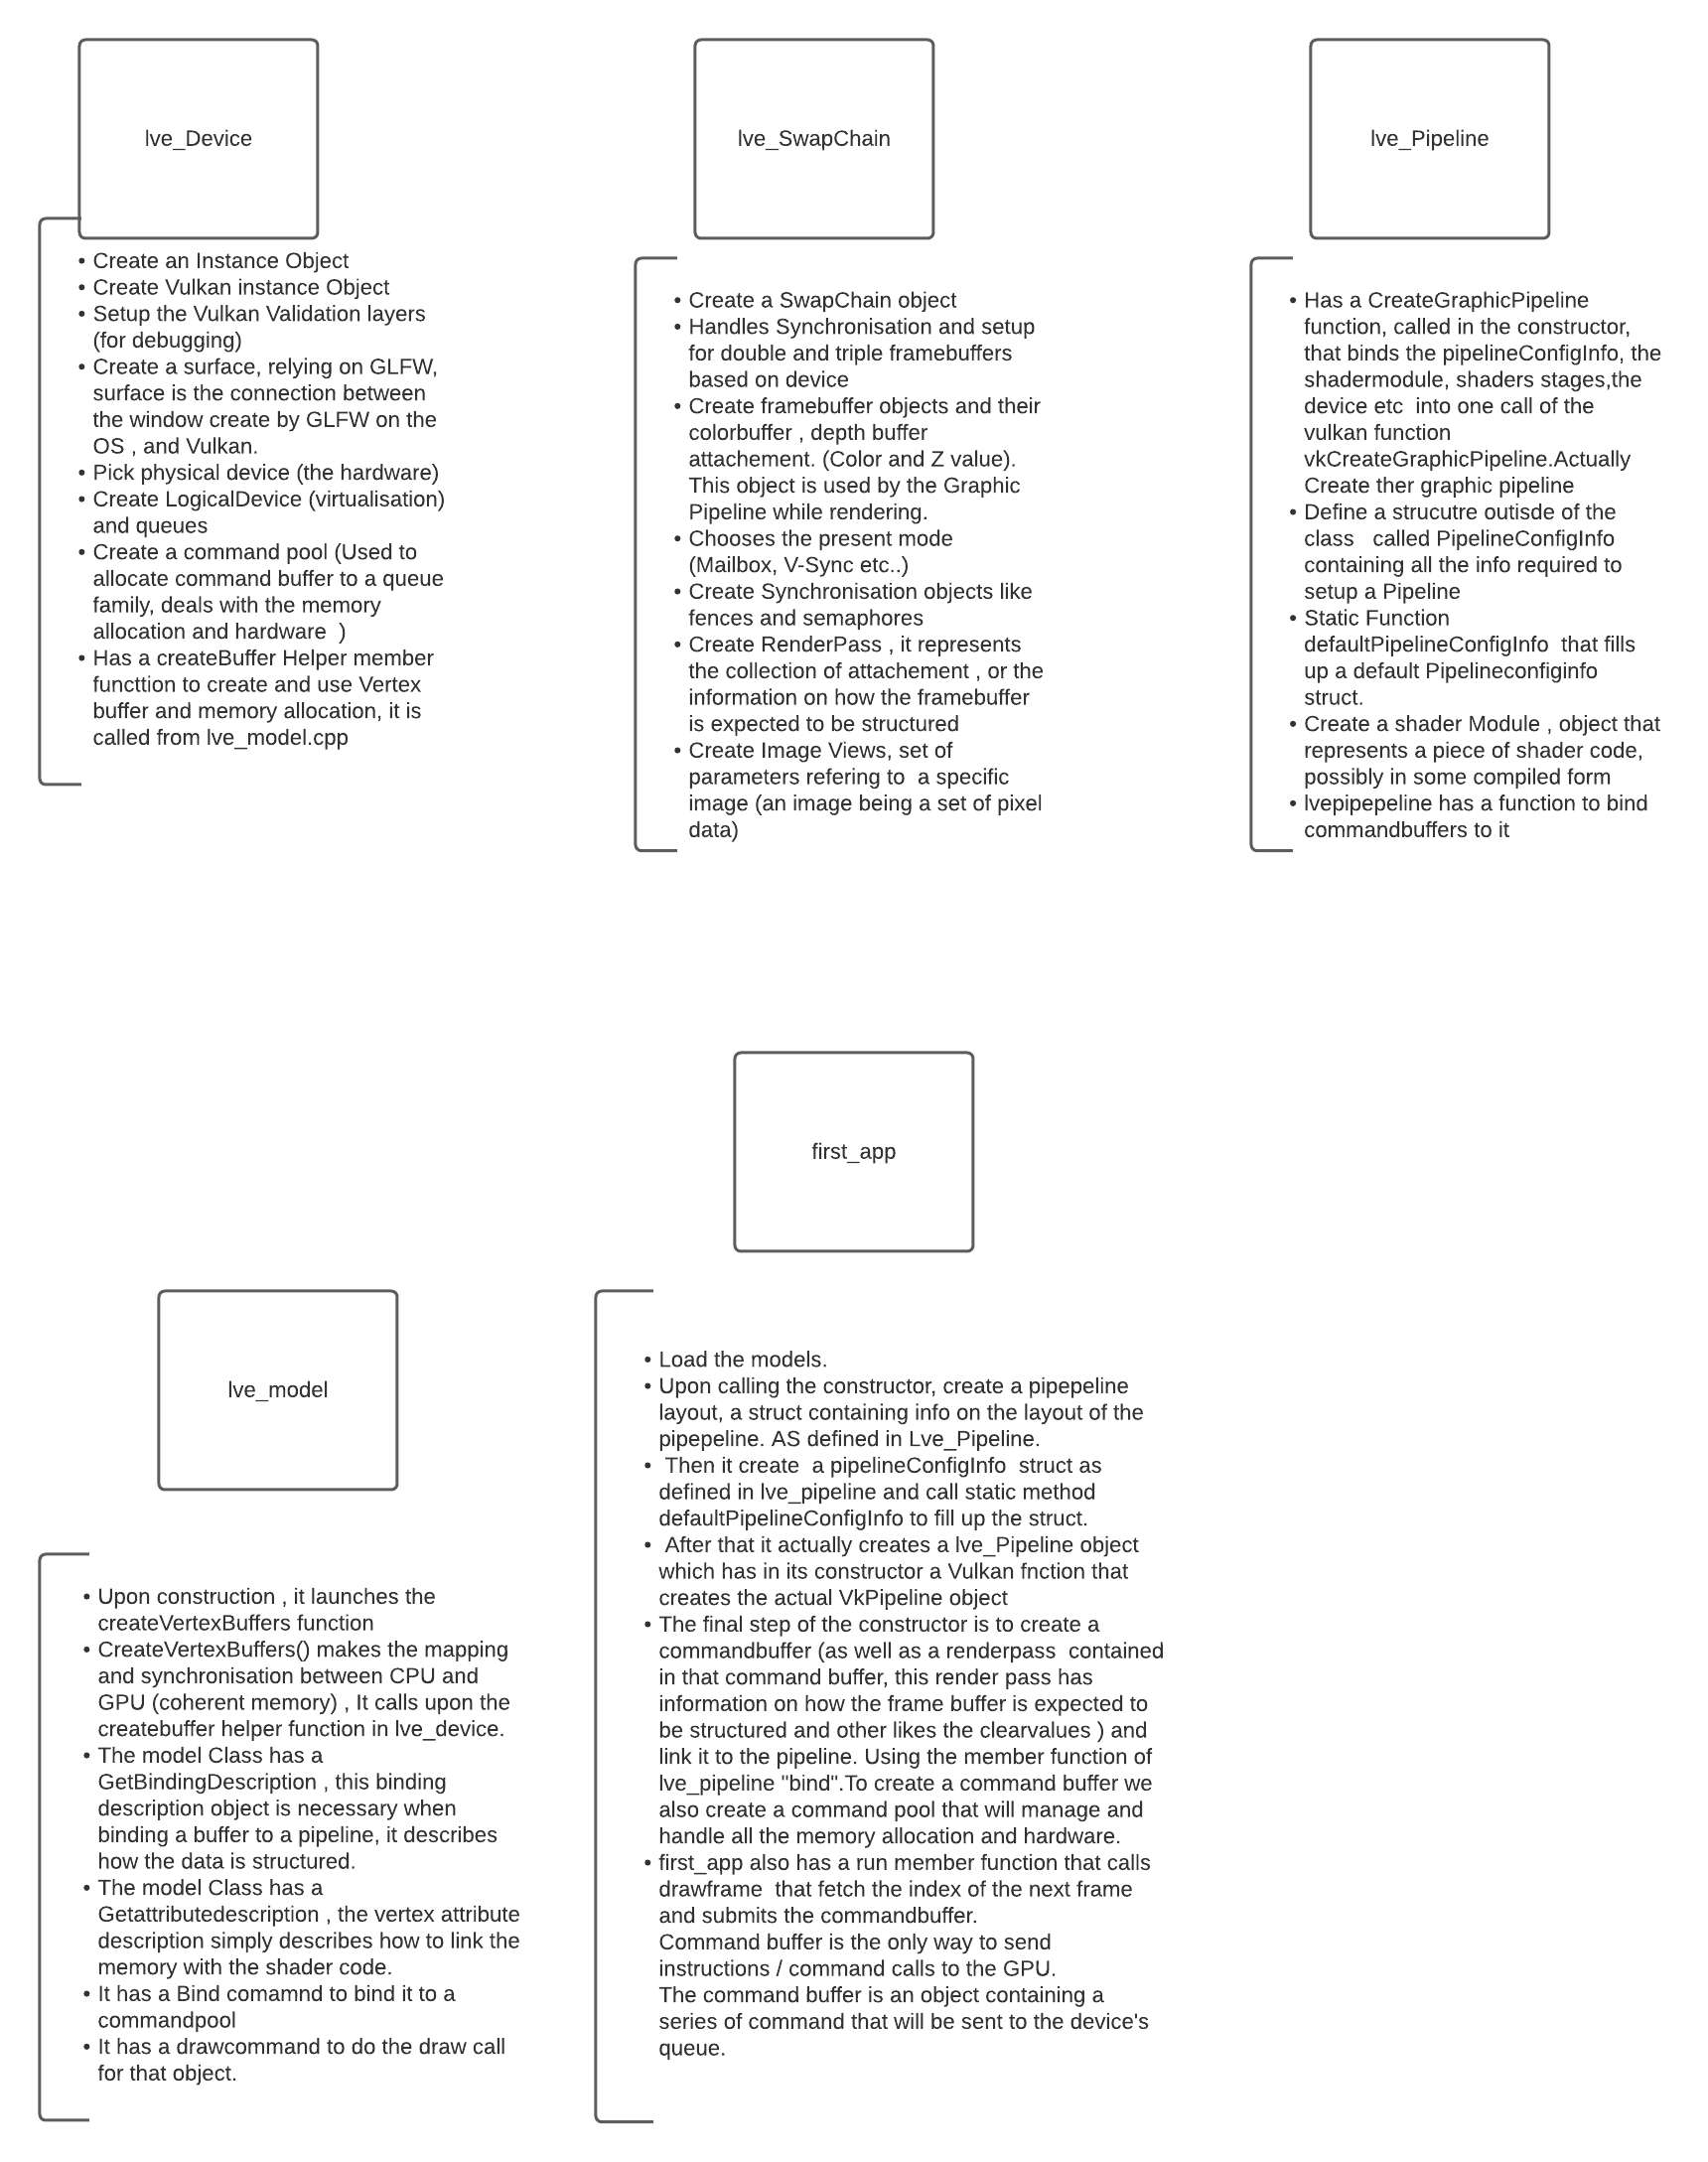 lve_Device
• Create an Instance Object
• Create Vulkan instance Object
• Setup the Vulkan Validation layers
(for debugging)
• Create a surface, relying on GLFW,
surface is the connection between
the window create by GLFW on the
OS , and Vulkan.
• Pick physical device (the hardware)
• Create LogicalDevice (virtualisation)
and queues
• Create a command pool (Used to
allocate command buffer to a queue
family, deals with the memory
allocation and hardware  )
• Has a createBuffer Helper member
functtion to create and use Vertex
buffer and memory allocation, it is
called from lve_model.cpp
lve_SwapChain
• Create a SwapChain object
• Handles Synchronisation and setup
for double and triple framebuffers
based on device
• Create framebuffer objects and their
colorbuffer , depth buffer
attachement. (Color and Z value).
This object is used by the Graphic
Pipeline while rendering.
• Chooses the present mode
(Mailbox, V-Sync etc..)
• Create Synchronisation objects like
fences and semaphores
• Create RenderPass , it represents
the collection of attachement , or the
information on how the framebuffer
is expected to be structured
• Create Image Views, set of
parameters refering to  a specific
image (an image being a set of pixel
data)
lve_Pipeline
• Has a CreateGraphicPipeline
function, called in the constructor,
that binds the pipelineConfigInfo, the
shadermodule, shaders stages,the
device etc  into one call of the
vulkan function
vkCreateGraphicPipeline.Actually
Create ther graphic pipeline
• Define a strucutre outisde of the
class   called PipelineConfigInfo
containing all the info required to
setup a Pipeline
• Static Function
defaultPipelineConfigInfo  that fills
up a default Pipelineconfiginfo
struct.
• Create a shader Module , object that
represents a piece of shader code,
possibly in some compiled form
• lvepipepeline has a function to bind
commandbuffers to it
lve_model
• Upon construction , it launches the
createVertexBuffers function
• CreateVertexBuffers() makes the mapping
and synchronisation between CPU and
GPU (coherent memory) , It calls upon the
createbuffer helper function in lve_device.
• The model Class has a
GetBindingDescription , this binding
description object is necessary when
binding a buffer to a pipeline, it describes
how the data is structured.
• The model Class has a
Getattributedescription , the vertex attribute
description simply describes how to link the
memory with the shader code.
• It has a Bind comamnd to bind it to a
commandpool
• It has a drawcommand to do the draw call
for that object.
first_app
• Load the models.
• Upon calling the constructor, create a pipepeline
layout, a struct containing info on the layout of the
pipepeline. AS defined in Lve_Pipeline.
•  Then it create  a pipelineConfigInfo  struct as
defined in lve_pipeline and call static method
defaultPipelineConfigInfo to fill up the struct.
•  After that it actually creates a lve_Pipeline object
which has in its constructor a Vulkan fnction that
creates the actual VkPipeline object
• The final step of the constructor is to create a
commandbuffer (as well as a renderpass  contained
in that command buffer, this render pass has
information on how the frame buffer is expected to
be structured and other likes the clearvalues ) and
link it to the pipeline. Using the member function of
lve_pipeline "bind".To create a command buffer we
also create a command pool that will manage and
handle all the memory allocation and hardware.
• first_app also has a run member function that calls
drawframe  that fetch the index of the next frame
and submits the commandbuffer.
Command buffer is the only way to send
instructions / command calls to the GPU.
The command buffer is an object containing a
series of command that will be sent to the device's
queue.